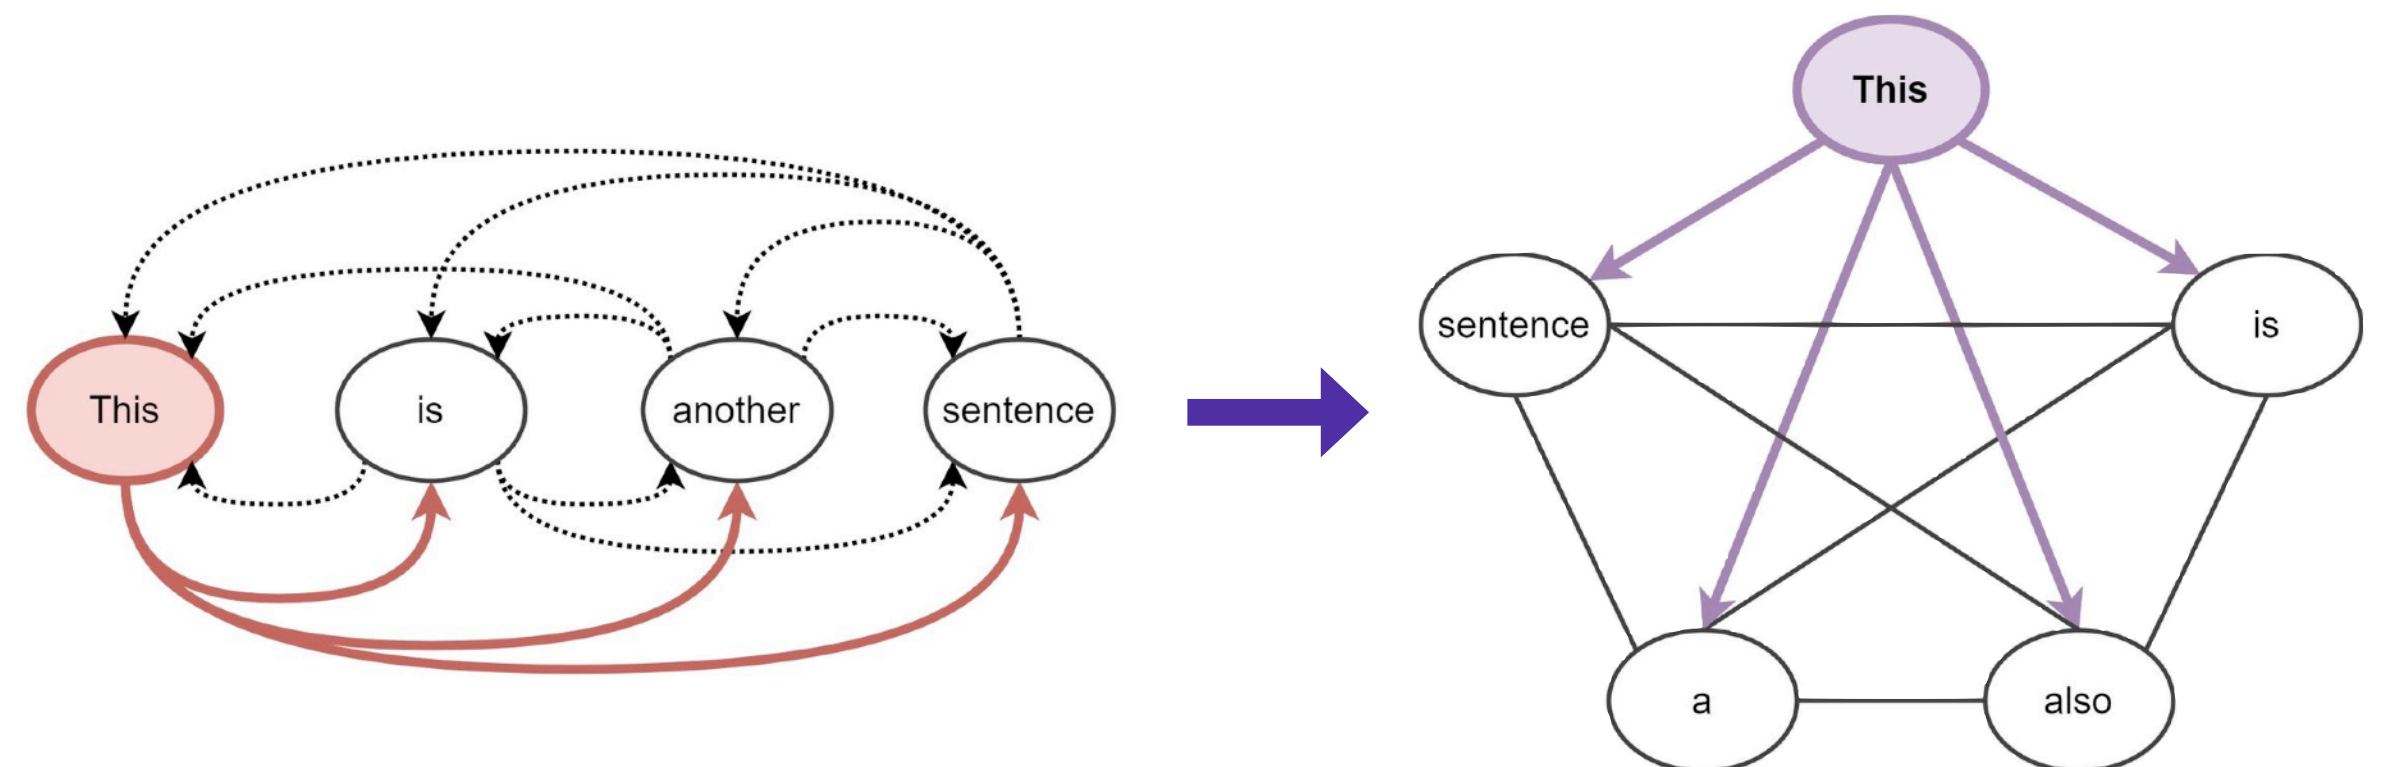 This
is
another
sentence
This
sentence
is
a
also